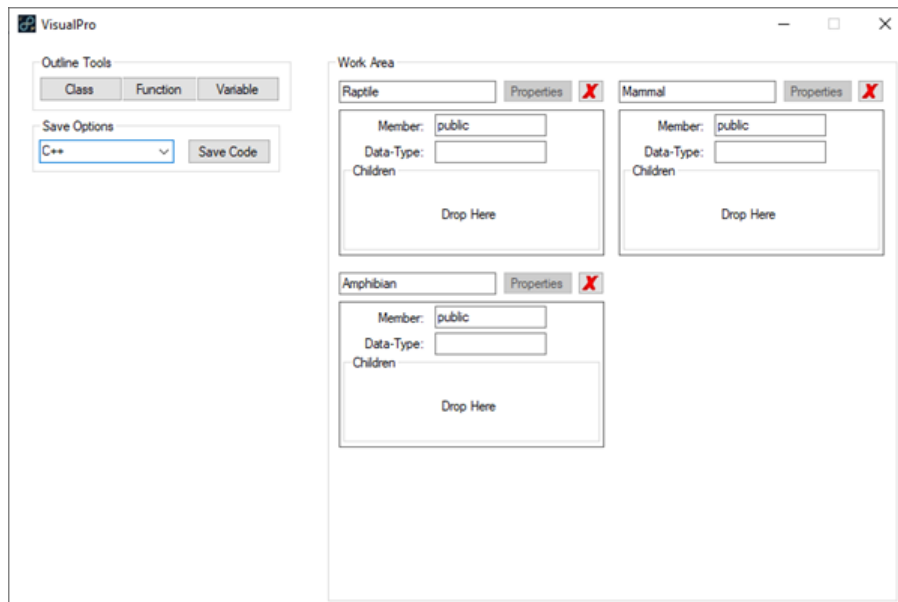 VisualPro
Outline Tools
Class Function Variable
Save Options
C++ Save Code
Work Area
Raptile Properties X Mammal Properties X
Member: public Member: public
Data-Type: Data-Type:
Children Children
Drop Here Drop Here
Amphibian Properties X
Member: public
Data-Type:
Children
Drop Here